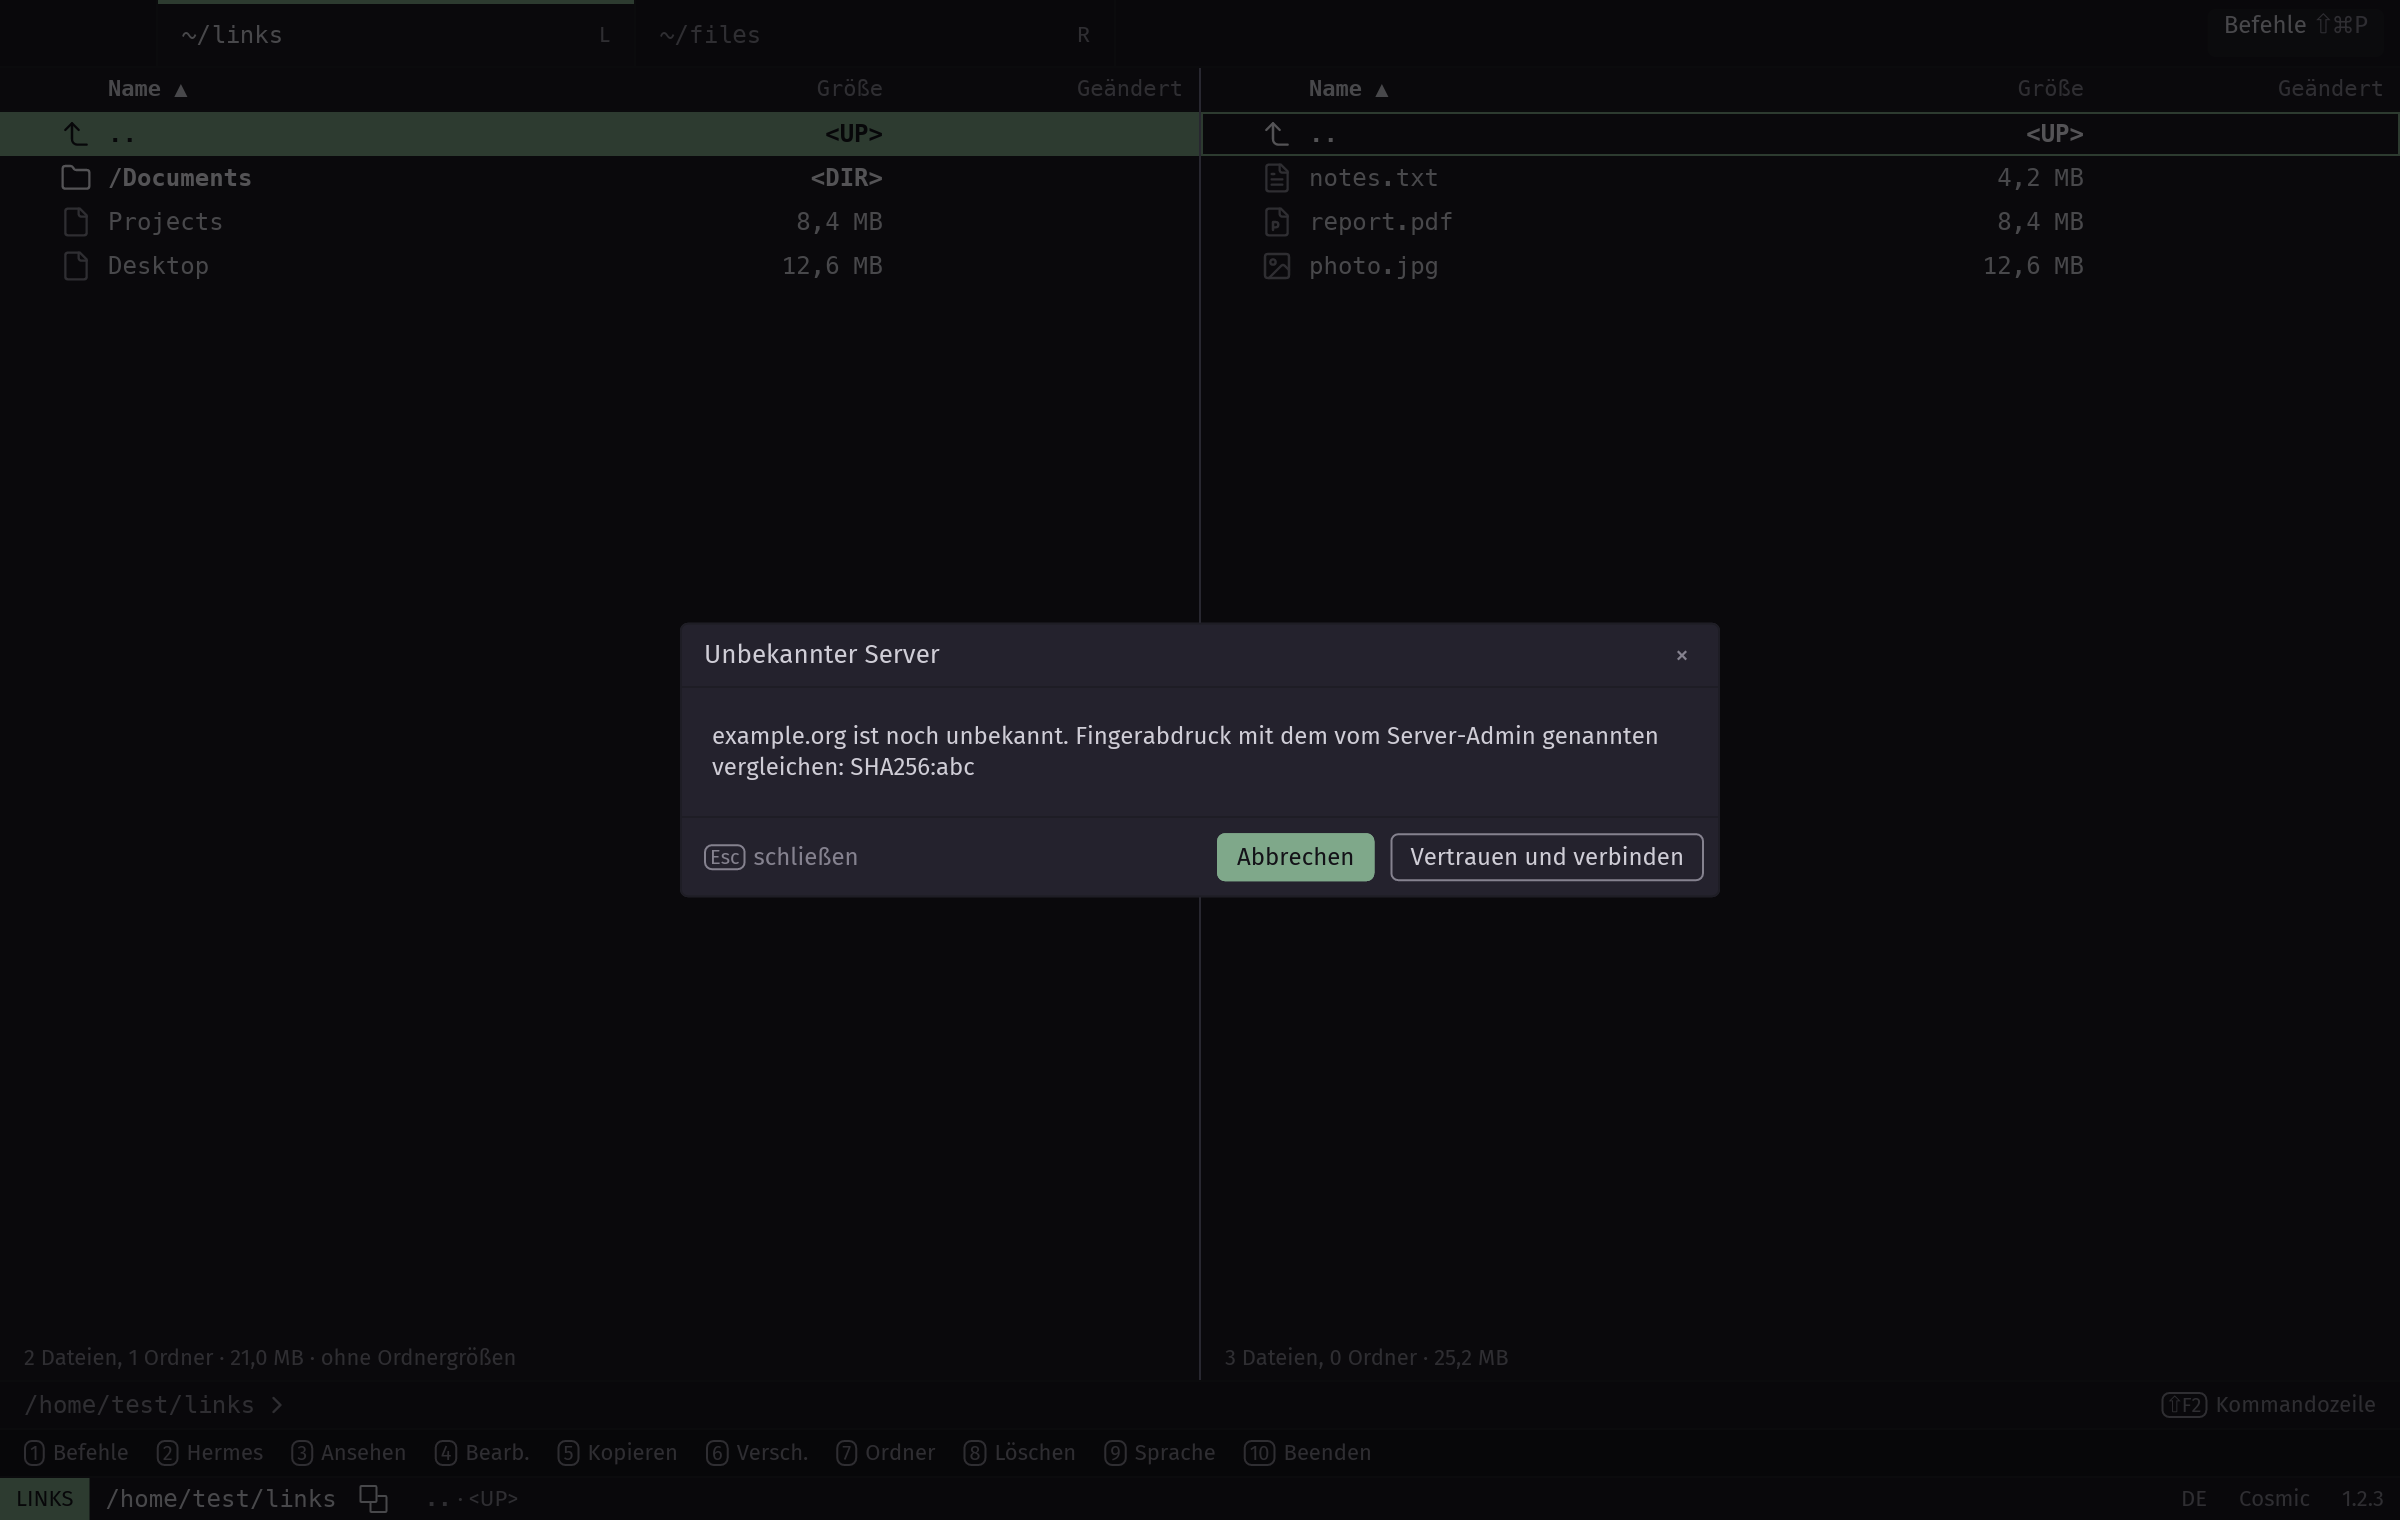 ~/links L ~/files R Befehle ⇧⌘P
Name ▲ Größe Geändert
.. <UP>
/Documents <DIR>
Projects 8,4 MB
Desktop 12,6 MB
Name ▲ Größe Geändert
.. <UP>
notes.txt 4,2 MB
report.pdf 8,4 MB
photo.jpg 12,6 MB
Unbekannter Server ×
example.org ist noch unbekannt. Fingerabdruck mit dem vom Server-Admin genannten
vergleichen: SHA256:abc
Esc schließen Abbrechen Vertrauen und verbinden
2 Dateien, 1 Ordner · 21,0 MB · ohne Ordnergrößen
3 Dateien, 0 Ordner · 25,2 MB
/home/test/links > ⇧F2 Kommandozeile
1 Befehle 2 Hermes 3 Ansehen 4 Bearb. 5 Kopieren 6 Versch. 7 Ordner 8 Löschen 9 Sprache 10 Beenden
LINKS /home/test/links .. · <UP> DE Cosmic 1.2.3